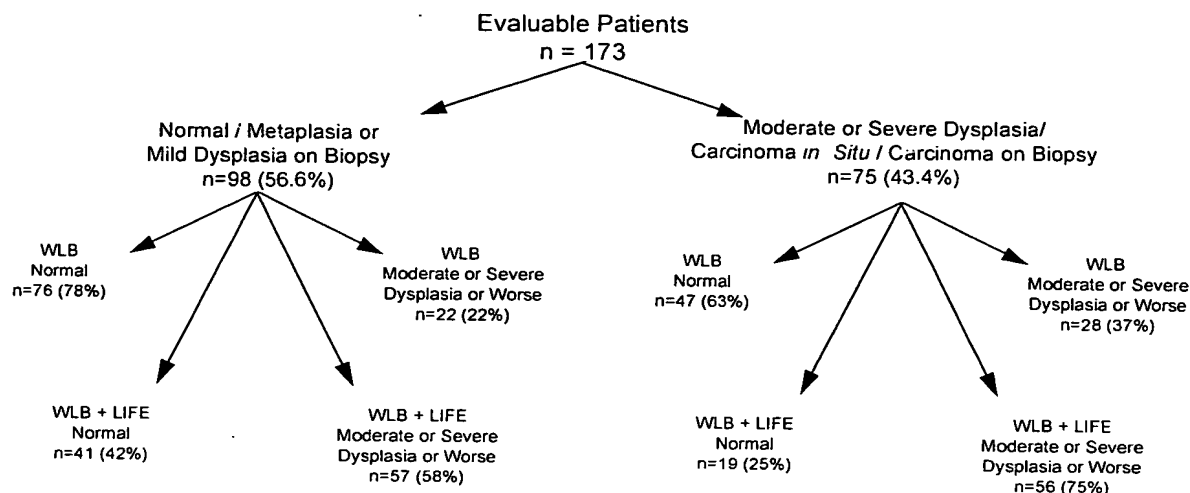 Evaluable Patients
n = 173
Normal / Metaplasia or
Mild Dysplasia on Biopsy
n=98 (56.6%)
Moderate or Severe Dysplasia/
Carcinoma in Situ / Carcinoma on Biopsy
n=75 (43.4%)
WLB
Normal
n=76 (78%)
WLB
Moderate or Severe
Dysplasia or Worse
n=22 (22%)
WLB
Normal
n=47 (63%)
WLB
Moderate or Severe
Dysplasia or Worse
n=28 (37%)
WLB + LIFE
Normal
n=41 (42%)
WLB + LIFE
Moderate or Severe
Dysplasia or Worse
n=57 (58%)
WLB + LIFE
Normal
n=19 (25%)
WLB + LIFE
Moderate or Severe
Dysplasia or Worse
n=56 (75%)